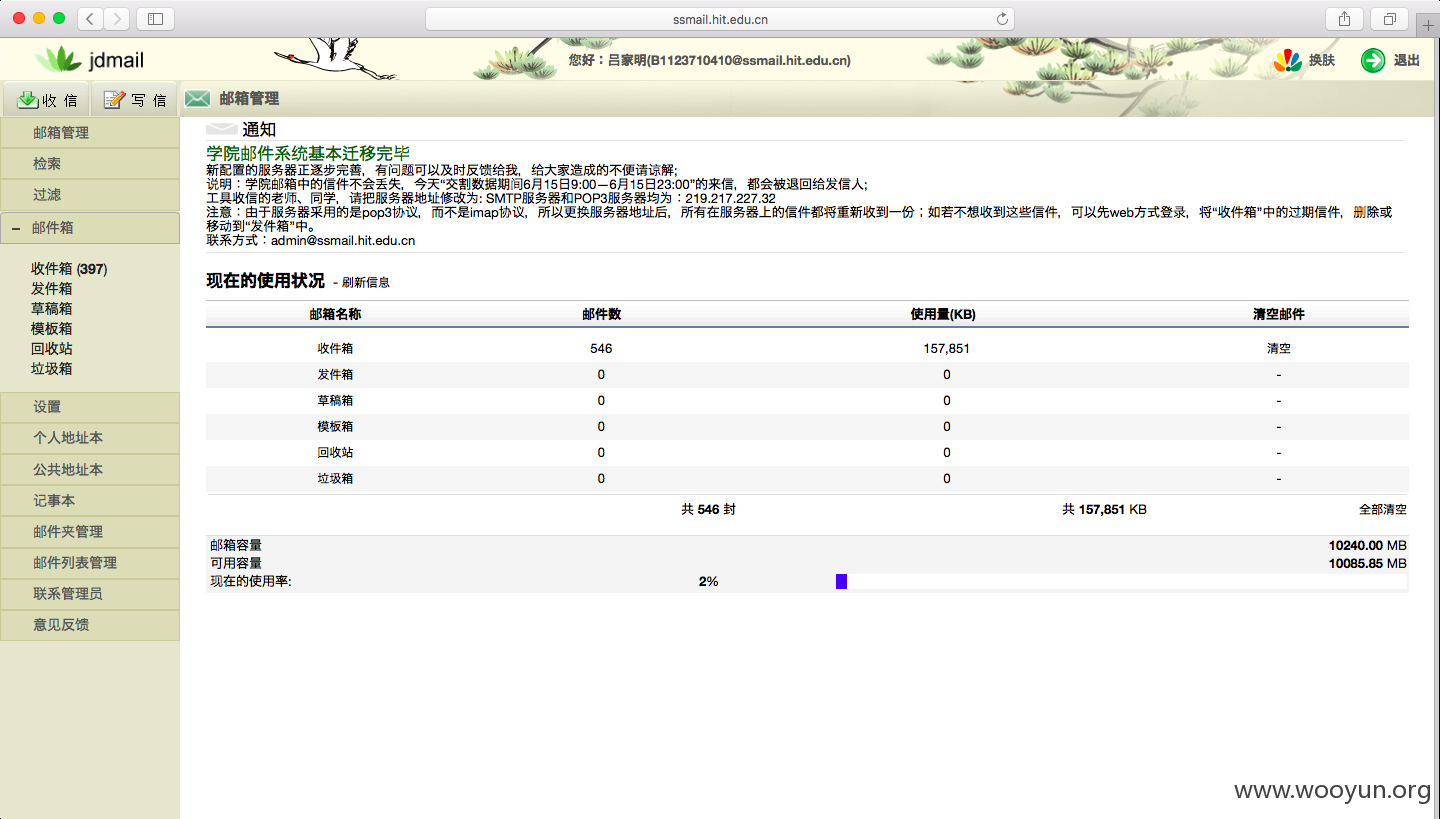 ssmail.hit.edu.cn
jdmail
您好：吕家明(B1123710410@ssmail.hit.edu.cn)
换肤
退出
收 信
写 信
邮箱管理
邮箱管理
检索
过滤
邮件箱
收件箱 (397)
发件箱
草稿箱
模板箱
回收站
垃圾箱
设置
个人地址本
公共地址本
记事本
邮件夹管理
邮件列表管理
联系管理员
意见反馈
通知
学院邮件系统基本迁移完毕
新配置的服务器正逐步完善，有问题可以及时反馈给我，给大家造成的不便请谅解;
说明：学院邮箱中的信件不会丢失，今天“交割数据期间6月15日9:00—6月15日23:00”的来信，都会被退回给发信人;
工具收信的老师、同学，请把服务器地址修改为: SMTP服务器和POP3服务器均为：219.217.227.32
注意：由于服务器采用的是pop3协议，而不是imap协议，所以更换服务器地址后，所有在服务器上的信件都将重新收到一份；如若不想收到这些信件，可以先web方式登录，将“收件箱”中的过期信件，删除或
移动到“发件箱”中。
联系方式：admin@ssmail.hit.edu.cn
现在的使用状况 - 刷新信息
邮箱名称 邮件数 使用量(KB) 清空邮件
收件箱 546 157,851 清空
发件箱 0 0 -
草稿箱 0 0 -
模板箱 0 0 -
回收站 0 0 -
垃圾箱 0 0 -
共 546 封 共 157,851 KB 全部清空
邮箱容量 10240.00 MB
可用容量 10085.85 MB
现在的使用率: 2%
www.wooyun.org